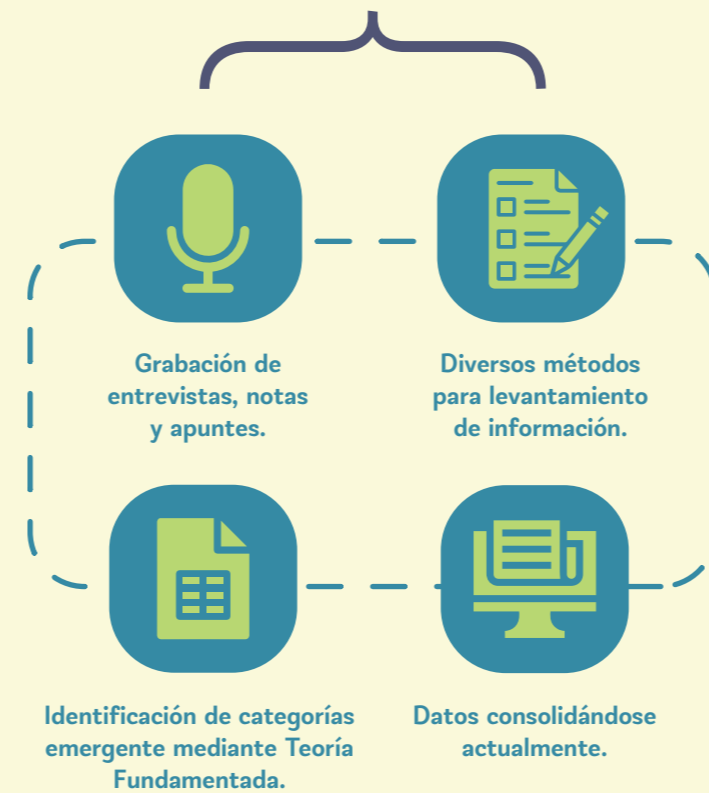 Grabación de
entrevistas, notas
y apuntes.
Diversos métodos
para levantamiento
de información.
Identificación de categorías
emergente mediante Teoría
Fundamentada.
Datos consolidándose
actualmente.